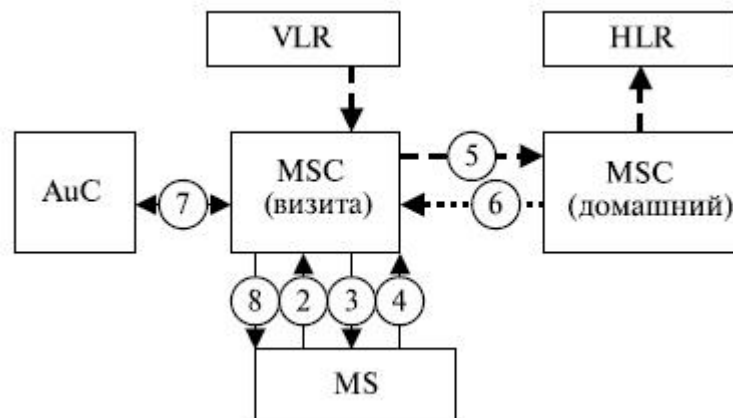 VLR
HLR
AuC
7
MSC
(визита)
5
6
MSC
(домашний)
8
2
3
4
MS